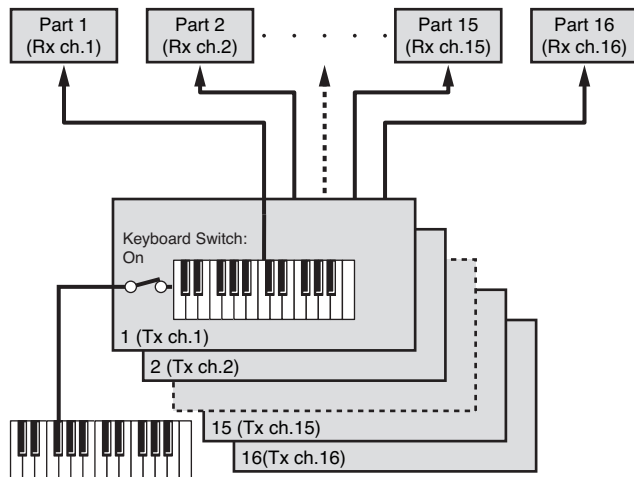 Part 1
(Rx ch.1)
Part 2
(Rx ch.2)
Part 15
(Rx ch.15)
Part 16
(Rx ch.16)
Keyboard Switch:
On
1 (Tx ch.1)
2 (Tx ch.2)
15 (Tx ch.15)
16(Tx ch.16)